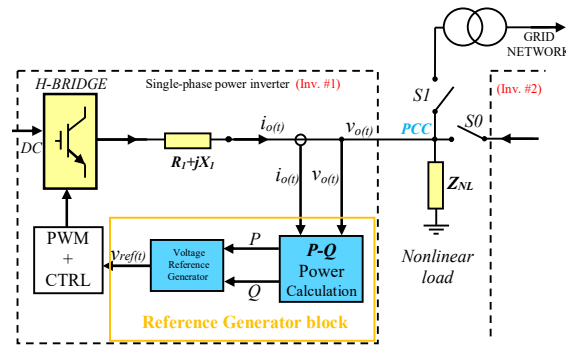 GRID
NETWORK
H-BRIDGE
Single-phase power inverter (Inv. #1)
(Inv. #2)
S1
S0
io(t)
vo(t)
PCC
DC
R1+jX1
io(t)
vo(t)
ZNL
PWM
+
CTRL
vref(t)
Voltage
Reference
Generator
P
Q
P-Q
Power
Calculation
Nonlinear
load
Reference Generator block